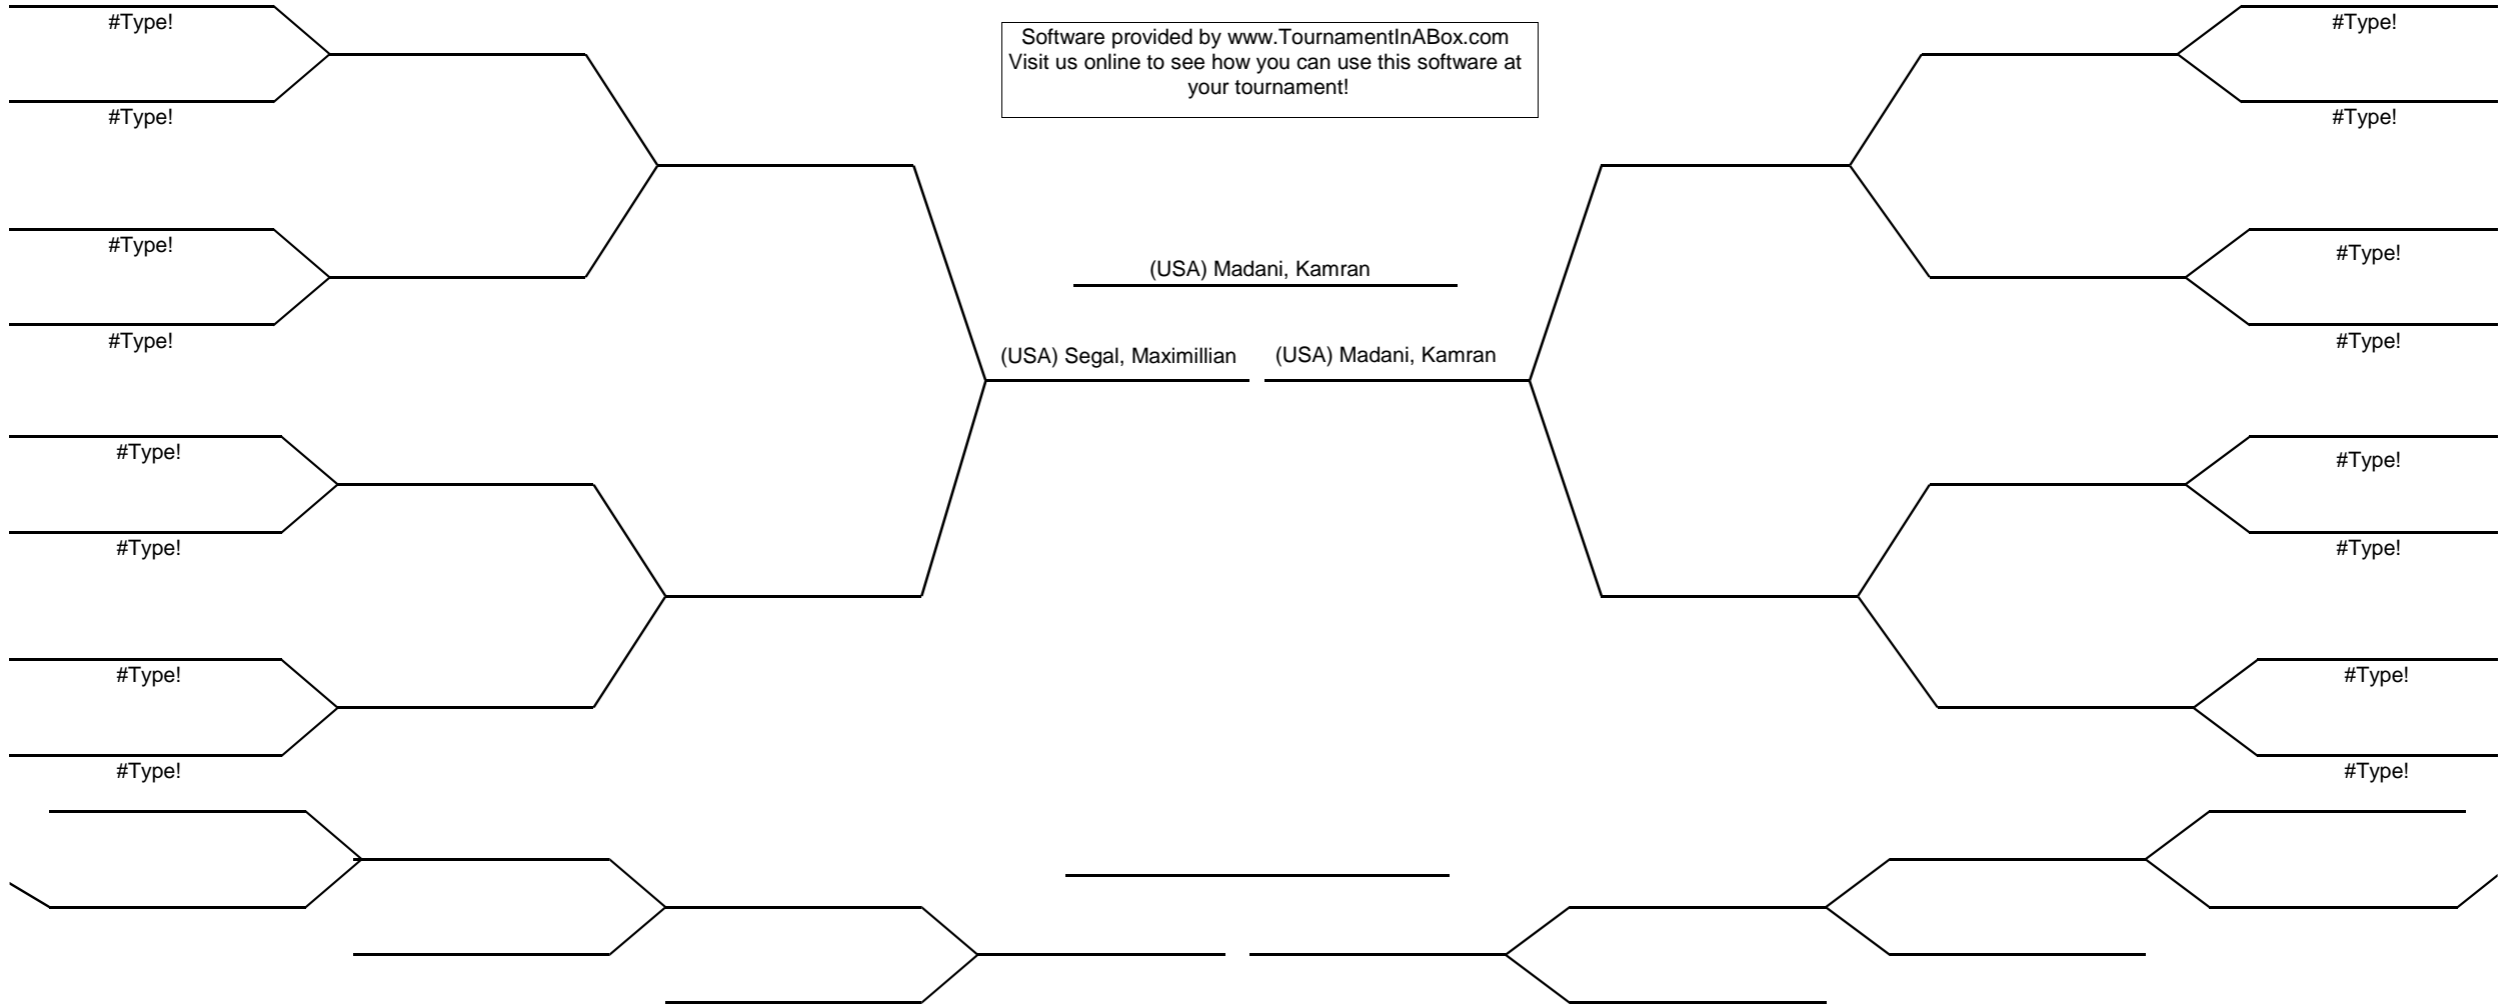 #Type!
Software provided by www.TournamentInABox.com
Visit us online to see how you can use this software at
your tournament!
#Type!
#Type!
#Type!
#Type!
#Type!
(USA) Madani, Kamran
#Type!
#Type!
(USA) Segal, Maximillian
(USA) Madani, Kamran
#Type!
#Type!
#Type!
#Type!
#Type!
#Type!
#Type!
#Type!
#Type!